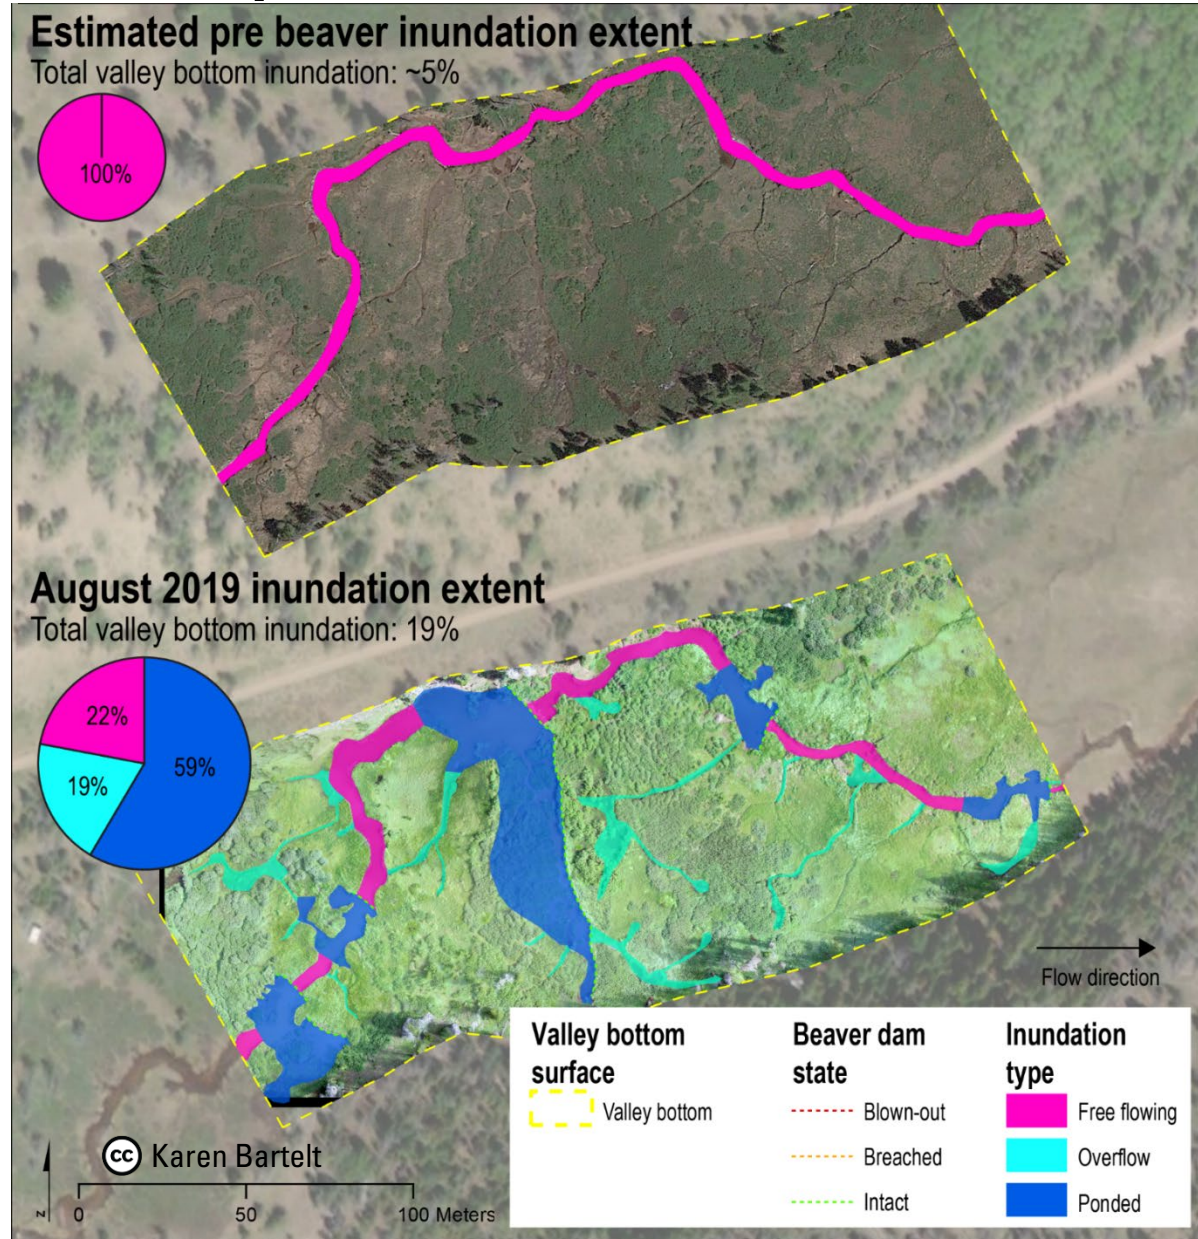 Estimated pre beaver inundation extent
Total valley bottom inundation: ~5%
100%
August 2019 inundation extent
Total valley bottom inundation: 19%
22%
19%
59%
Flow direction
Valley bottom
surface
Valley bottom
Beaver dam
state
Blown-out
Breached
Intact
Inundation
type
Free flowing
Overflow
Ponded
cc Karen Bartelt
N
0 50 100 Meters